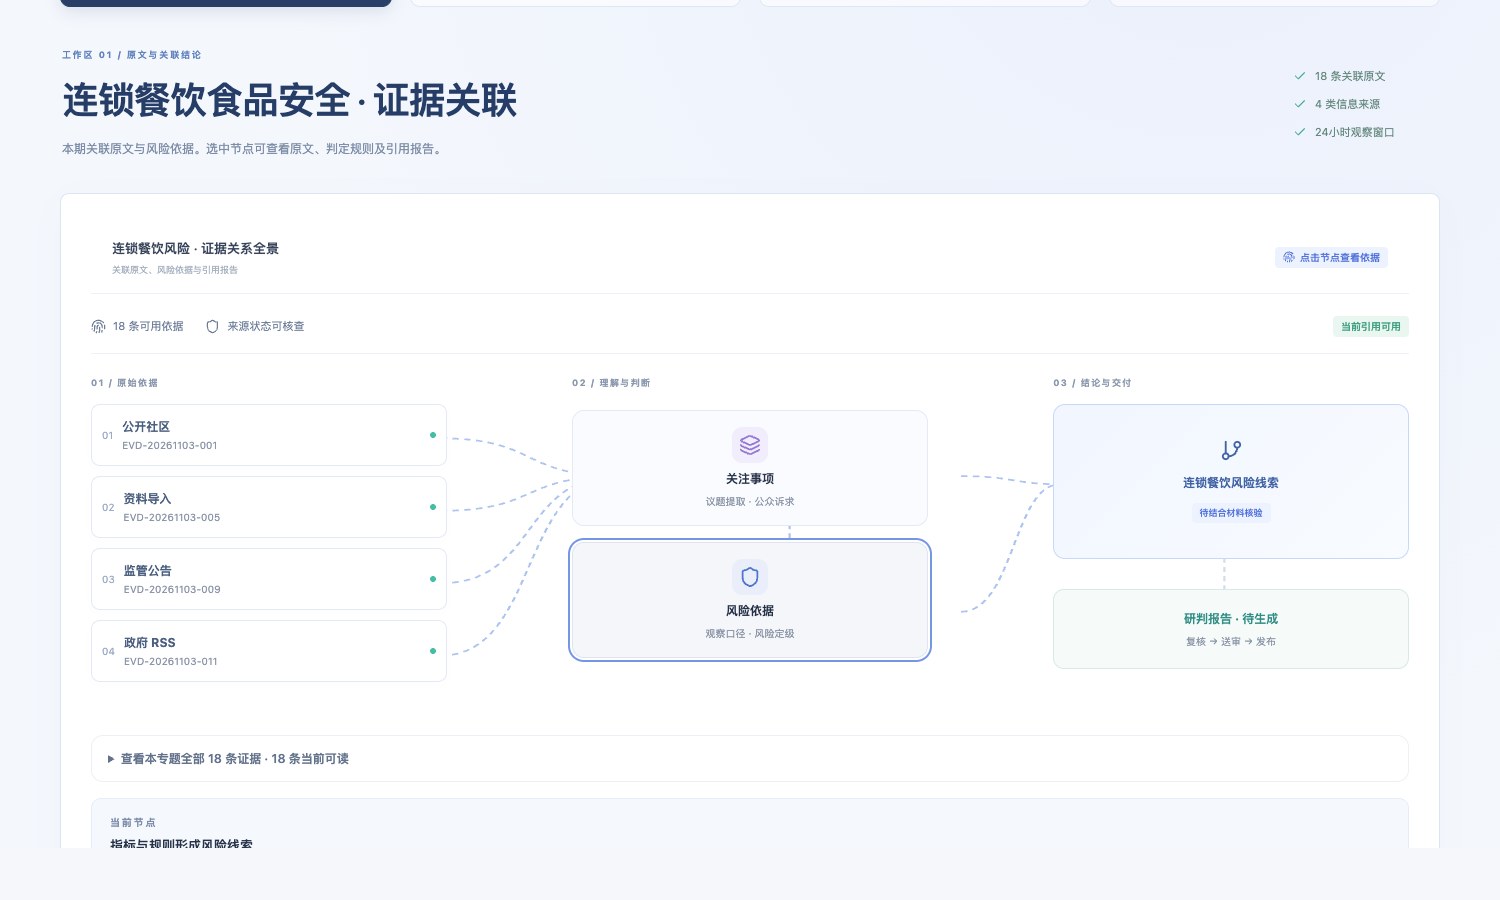 工作区 01 / 原文与关联结论
连锁餐饮食品安全 · 证据关联
本期关联原文与风险依据。选中节点可查看原文、判定规则及引用报告。
18 条关联原文
4 类信息来源
24小时观察窗口
连锁餐饮风险 · 证据关系全景
关联原文、风险依据与引用报告
点击节点查看依据
18 条可用依据
来源状态可核查
当前引用可用
01 / 原始依据
01 公开社区
EVD-20261103-001
02 资料导入
EVD-20261103-005
03 监管公告
EVD-20261103-009
04 政府 RSS
EVD-20261103-011
02 / 理解与判断
关注事项
议题提取 · 公众诉求
风险依据
观察口径 · 风险定级
03 / 结论与交付
连锁餐饮风险线索
待结合材料核验
研判报告 · 待生成
复核 → 送审 → 发布
查看本专题全部 18 条证据 · 18 条当前可读
当前节点
指标与规则形成风险线索